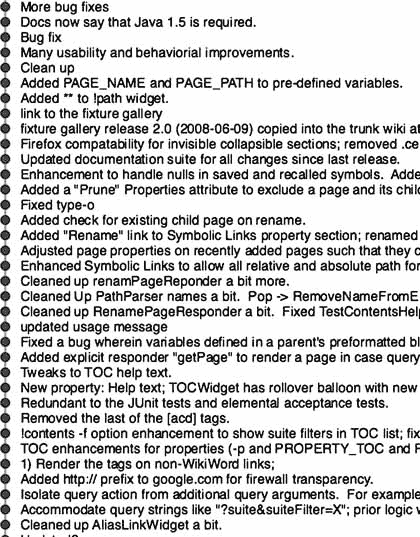 More bug fixes
Docs now say that Java 1.5 is required.
Bug fix
Many usability and behaviorial improvements.
Clean up
Added PAGE_NAME and PAGE_PATH to pre-defined variables.
Added ** to !path widget.
link to the fixture gallery
fixture gallery release 2.0 (2008-06-09) copied into the trunk wiki at
Firefox compatability for invisible collapsible sections; removed .ce
Updated documentation suite for all changes since last release.
Enhancement to handle nulls in saved and recalled symbols. Adde
Added a "Prune" Properties attribute to exclude a page and its child
Fixed type-o
Added check for existing child page on rename.
Added "Rename" link to Symbolic Links property section; renamed
Adjusted page properties on recently added pages such that they c
Enhanced Symbolic Links to allow all relative and absolute path for
Cleaned up renamPageReponder a bit more.
Cleaned Up PathParser names a bit. Pop -> RemoveNameFromE
Cleaned up RenamePageResponder a bit. Fixed TestContentsHelp
updated usage message
Fixed a bug wherein variables defined in a parent's preformatted bl
Added explicit responder "getPage" to render a page in case query
Tweaks to TOC help text.
New property: Help text; TOCWidget has rollover balloon with new
Redundant to the JUnit tests and elemental acceptance tests.
Removed the last of the [acd] tags.
!contents -f option enhancement to show suite filters in TOC list; fix
TOC enhancements for properties (-p and PROPERTY_TOC and F
1) Render the tags on non-WikiWord links;
Added http:// prefix to google.com for firewall transparency.
Isolate query action from additional query arguments. For example
Accommodate query strings like "?suite&suiteFilter=X"; prior logic w
Cleaned up AliasLinkWidget a bit.